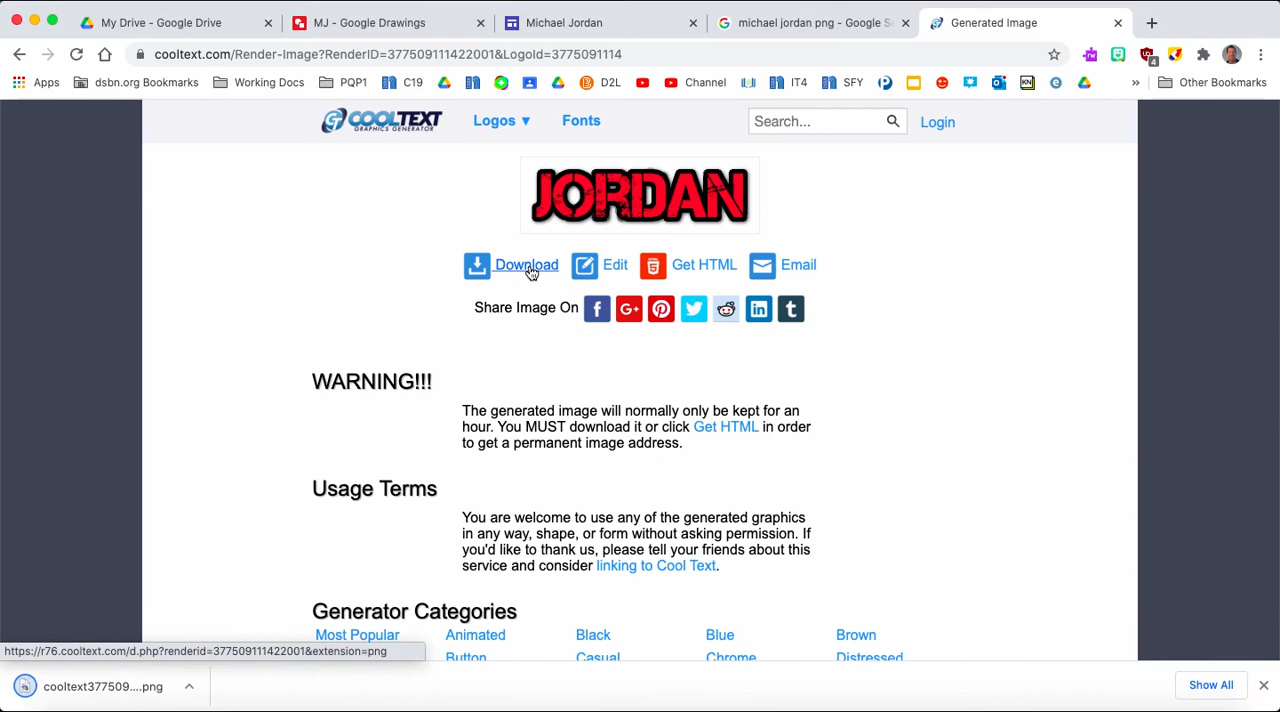 My Drive - Google Drive
MJ - Google Drawings
Michael Jordan
michael jordan png - Google S
Generated Image
cooltext.com/Render-Image?RenderID=377509111422001&LogoId=3775091114
4
Apps
dsbn.org Bookmarks
Working Docs
PQP1
C19
D2L
Channel
IT4
SFY
KN
»
Other Bookmarks
COOLTEXT
GRAPHICS GENERATOR
Logos ▼
Fonts
Search...
Login
JORDAN
Download
Edit
Get HTML
Email
Share Image On
WARNING!!!
The generated image will normally only be kept for an
hour. You MUST download it or click Get HTML in order
to get a permanent image address.
Usage Terms
You are welcome to use any of the generated graphics
in any way, shape, or form without asking permission. If
you'd like to thank us, please tell your friends about this
service and consider linking to Cool Text.
Generator Categories
Most Popular
Animated
Black
Blue
Brown
Button
Casual
Chrome
Distressed
https://r76.cooltext.com/d.php?renderid=377509111422001&extension=png
cooltext377509....png
Show All